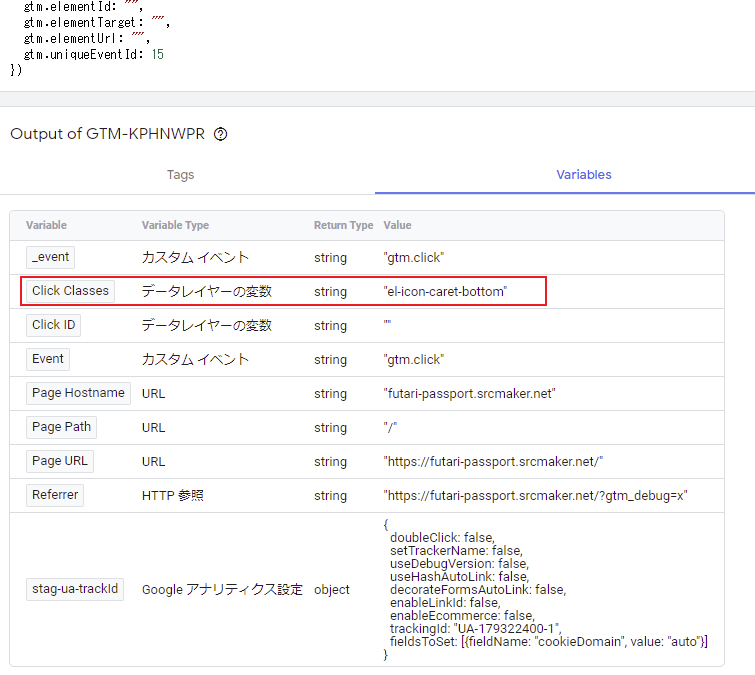 gtm.elementId: "",
gtm.elementTarget: "",
gtm.elementUrl: "",
gtm.uniqueEventId: 15
})
Output of GTM-KPHNWPR
Tags Variables
Variable Variable Type Return Type Value
_event カスタム イベント string "gtm.click"
Click Classes データレイヤーの変数 string "el-icon-caret-bottom"
Click ID データレイヤーの変数 string ""
Event カスタム イベント string "gtm.click"
Page Hostname URL string "futari-passport.srcmaker.net"
Page Path URL string "/"
Page URL URL string "https://futari-passport.srcmaker.net/"
Referrer HTTP 参照 string "https://futari-passport.srcmaker.net/?gtm_debug=x"
stag-ua-trackId Google アナリティクス設定 object
{
doubleClick: false,
setTrackerName: false,
useDebugVersion: false,
useHashAutoLink: false,
decorateFormsAutoLink: false,
enableLinkId: false,
enableEcommerce: false,
trackingId: "UA-179322400-1",
fieldsToSet: [{fieldName: "cookieDomain", value: "auto"}]
}